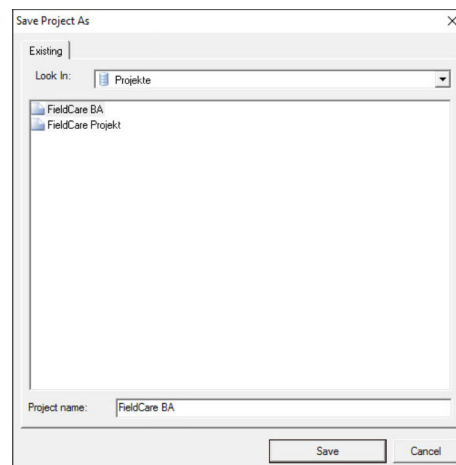 Save Project As
Existing
Look In: Projekte
FieldCare BA
FieldCare Projekt
Project name: FieldCare BA
Save Cancel